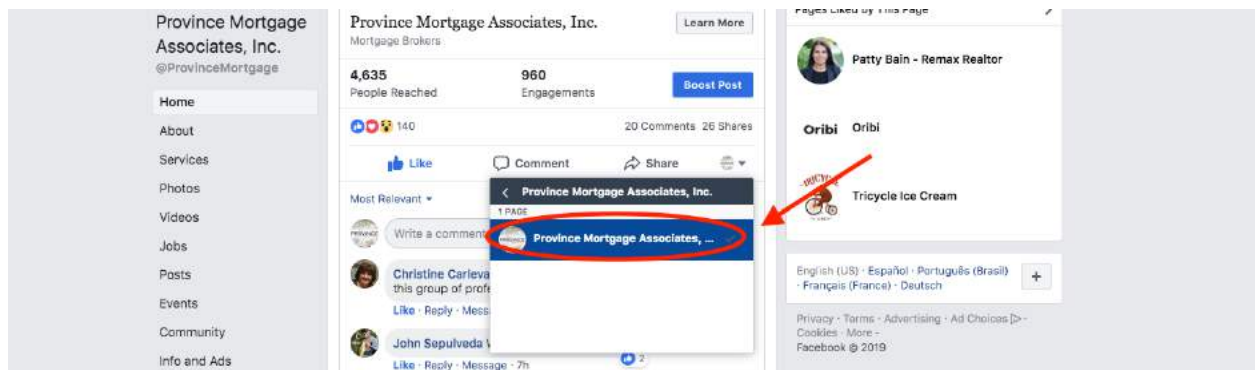 Province Mortgage
Associates, Inc.
@ProvinceMortgage
Home
About
Services
Photos
Videos
Jobs
Posts
Events
Community
Info and Ads
Province Mortgage Associates, Inc.
Mortgage Brokers
Learn More
4,635
People Reached
960
Engagements
Boost Post
140
20 Comments 26 Shares
Like
Comment
Share
Most Relevant
Write a comment
Province Mortgage Associates, Inc.
1 PAGE
Province Mortgage Associates, ...
Christine Carleva
this group of profe
Like · Reply · Mess
John Sepulveda
Like · Reply · Message · 7h
2
Pages Liked by This Page
Patty Bain - Remax Realtor
Oribi
Oribi
Tricycle Ice Cream
English (US) · Español · Português (Brasil)
· Français (France) · Deutsch
Privacy · Terms · Advertising · Ad Choices ·
Cookies · More
Facebook © 2019